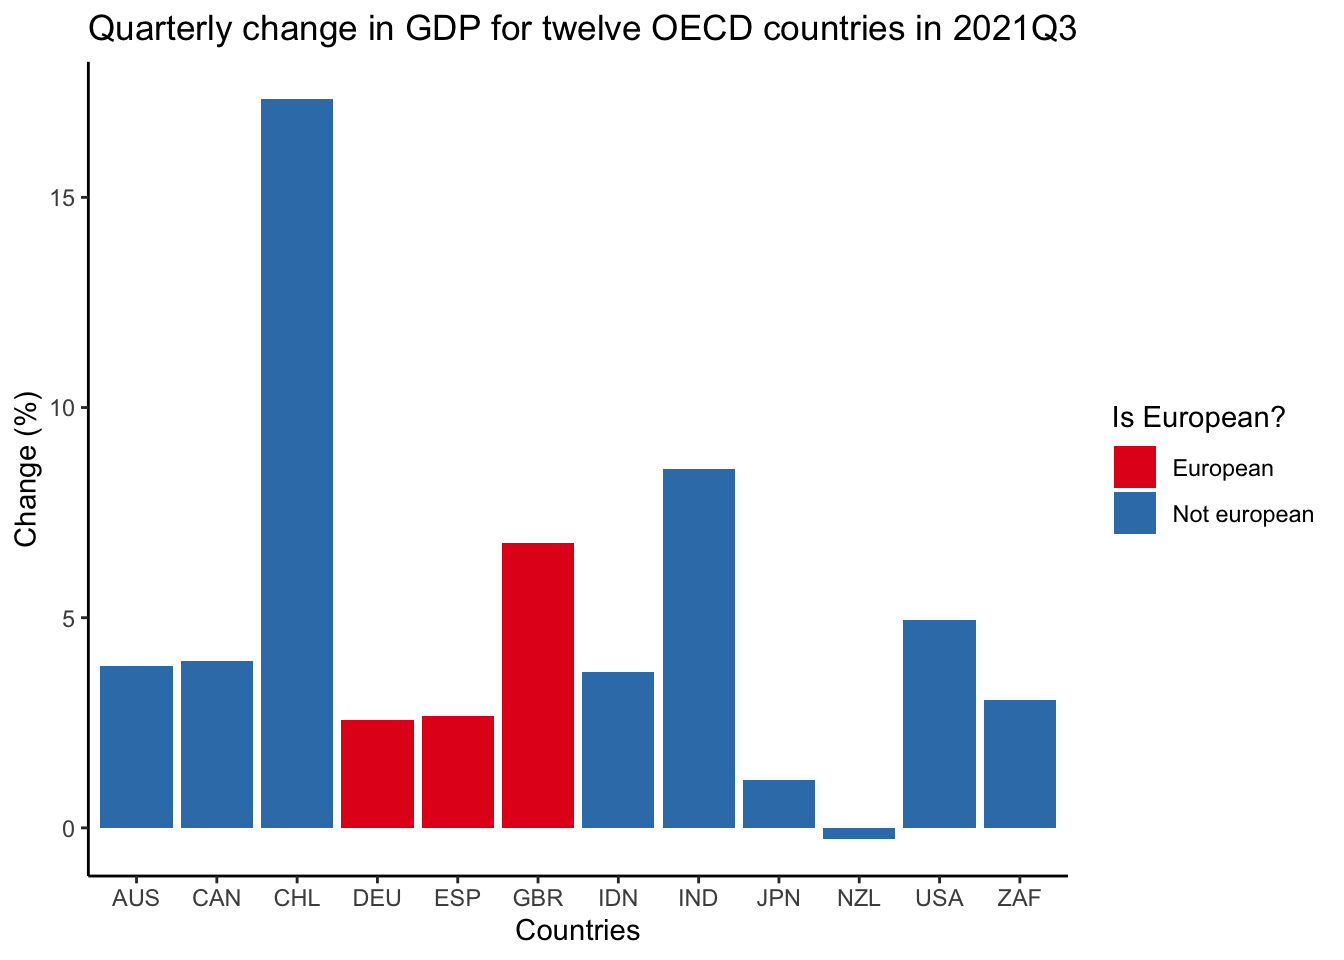 Quarterly change in GDP for twelve OECD countries in 2021Q3
Change (%)
15
10
5
0
AUS CAN CHL DEU ESP GBR IDN IND JPN NZL USA ZAF
Countries
Is European?
European
Not european